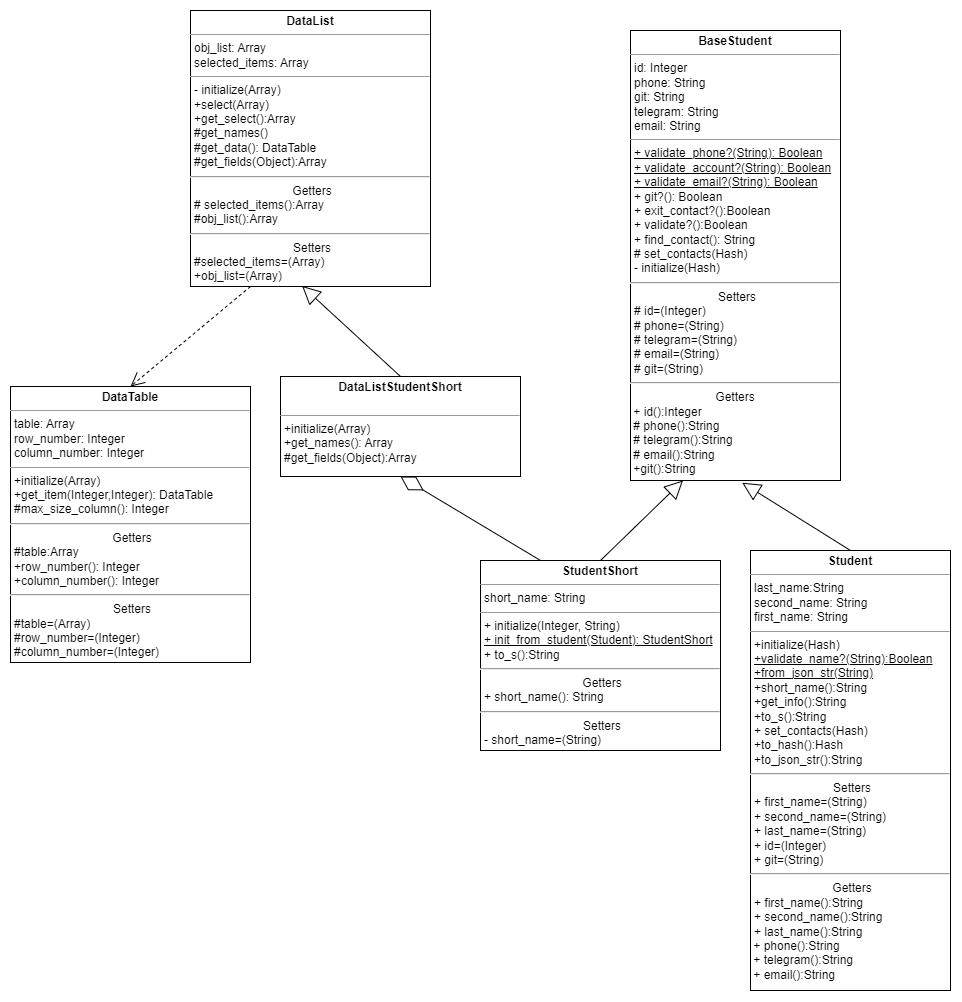 DataList
obj_list: Array
selected_items: Array
- initialize(Array)
+select(Array)
+get_select():Array
#get_names()
#get_data(): DataTable
#get_fields(Object):Array
Getters
# selected_items():Array
#obj_list():Array
Setters
#selected_items=(Array)
+obj_list=(Array)
BaseStudent
id: Integer
phone: String
git: String
telegram: String
email: String
+ validate_phone?(String): Boolean
+ validate_account?(String): Boolean
+ validate_email?(String): Boolean
+ git?(): Boolean
+ exit_contact?():Boolean
+ validate?():Boolean
+ find_contact(): String
# set_contacts(Hash)
- initialize(Hash)
Setters
# id=(Integer)
# phone=(String)
# telegram=(String)
# email=(String)
# git=(String)
Getters
+ id():Integer
# phone():String
# telegram():String
# email():String
+git():String
DataTable
table: Array
row_number: Integer
column_number: Integer
+initialize(Array)
+get_item(Integer,Integer): DataTable
#max_size_column(): Integer
Getters
#table:Array
+row_number(): Integer
+column_number(): Integer
Setters
#table=(Array)
#row_number=(Integer)
#column_number=(Integer)
DataListStudentShort
+initialize(Array)
+get_names(): Array
#get_fields(Object):Array
StudentShort
short_name: String
+ initialize(Integer, String)
+ init_from_student(Student): StudentShort
+ to_s():String
Getters
+ short_name(): String
Setters
- short_name=(String)
Student
last_name:String
second_name: String
first_name: String
+initialize(Hash)
+validate_name?(String):Boolean
+from_json_str(String)
+short_name():String
+get_info():String
+to_s():String
+ set_contacts(Hash)
+to_hash():Hash
+to_json_str():String
Setters
+ first_name=(String)
+ second_name=(String)
+ last_name=(String)
+ id=(Integer)
+ git=(String)
Getters
+ first_name():String
+ second_name():String
+ last_name():String
+ phone():String
+ telegram():String
+ email():String